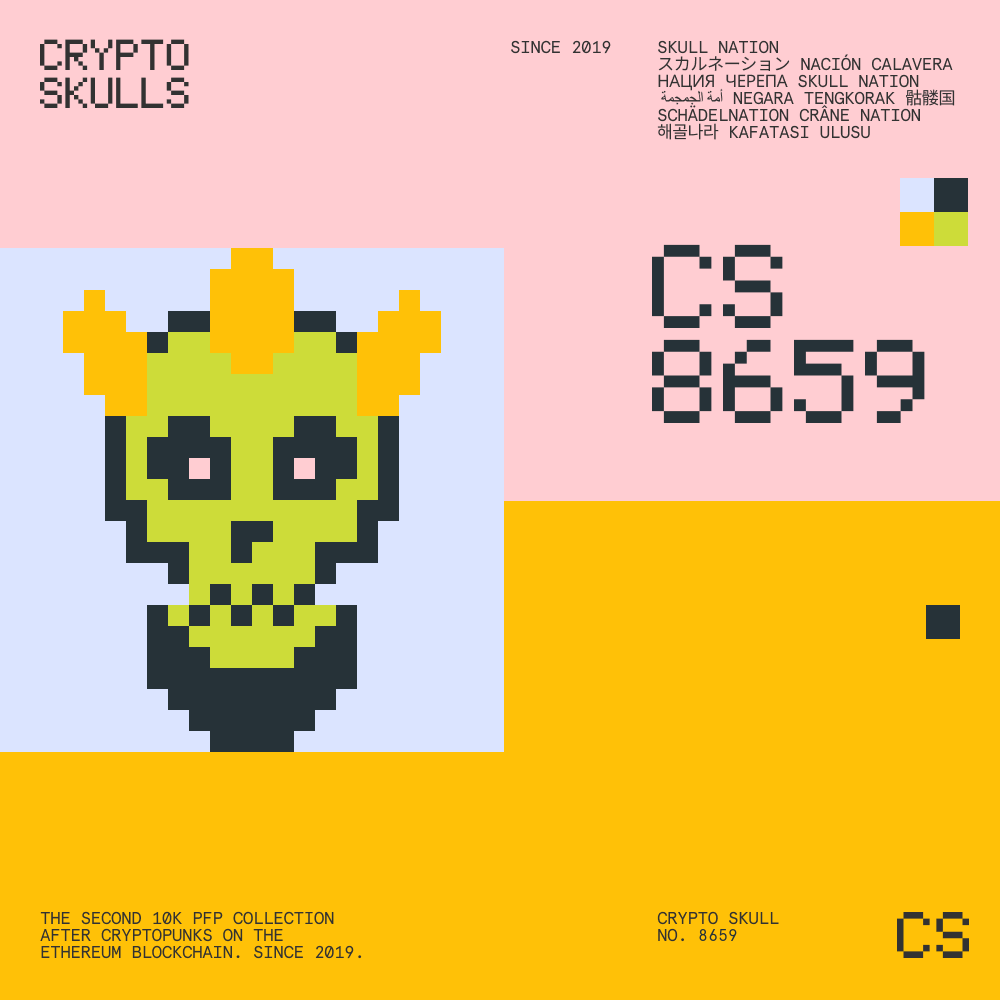 CRYPTO
SKULLS
SINCE 2019
SKULL NATION
スカルネーション NACIÓN CALAVERA
НАЦИЯ ЧЕРЕПА SKULL NATION
أمة الجمجمة NEGARA TENGKORAK 骷髅国
SCHÄDELNATION CRÂNE NATION
해골나라 KAFATASI ULUSU
CS
8659
THE SECOND 10K PFP COLLECTION
AFTER CRYPTOPUNKS ON THE
ETHEREUM BLOCKCHAIN. SINCE 2019.
CRYPTO SKULL
NO. 8659
CS